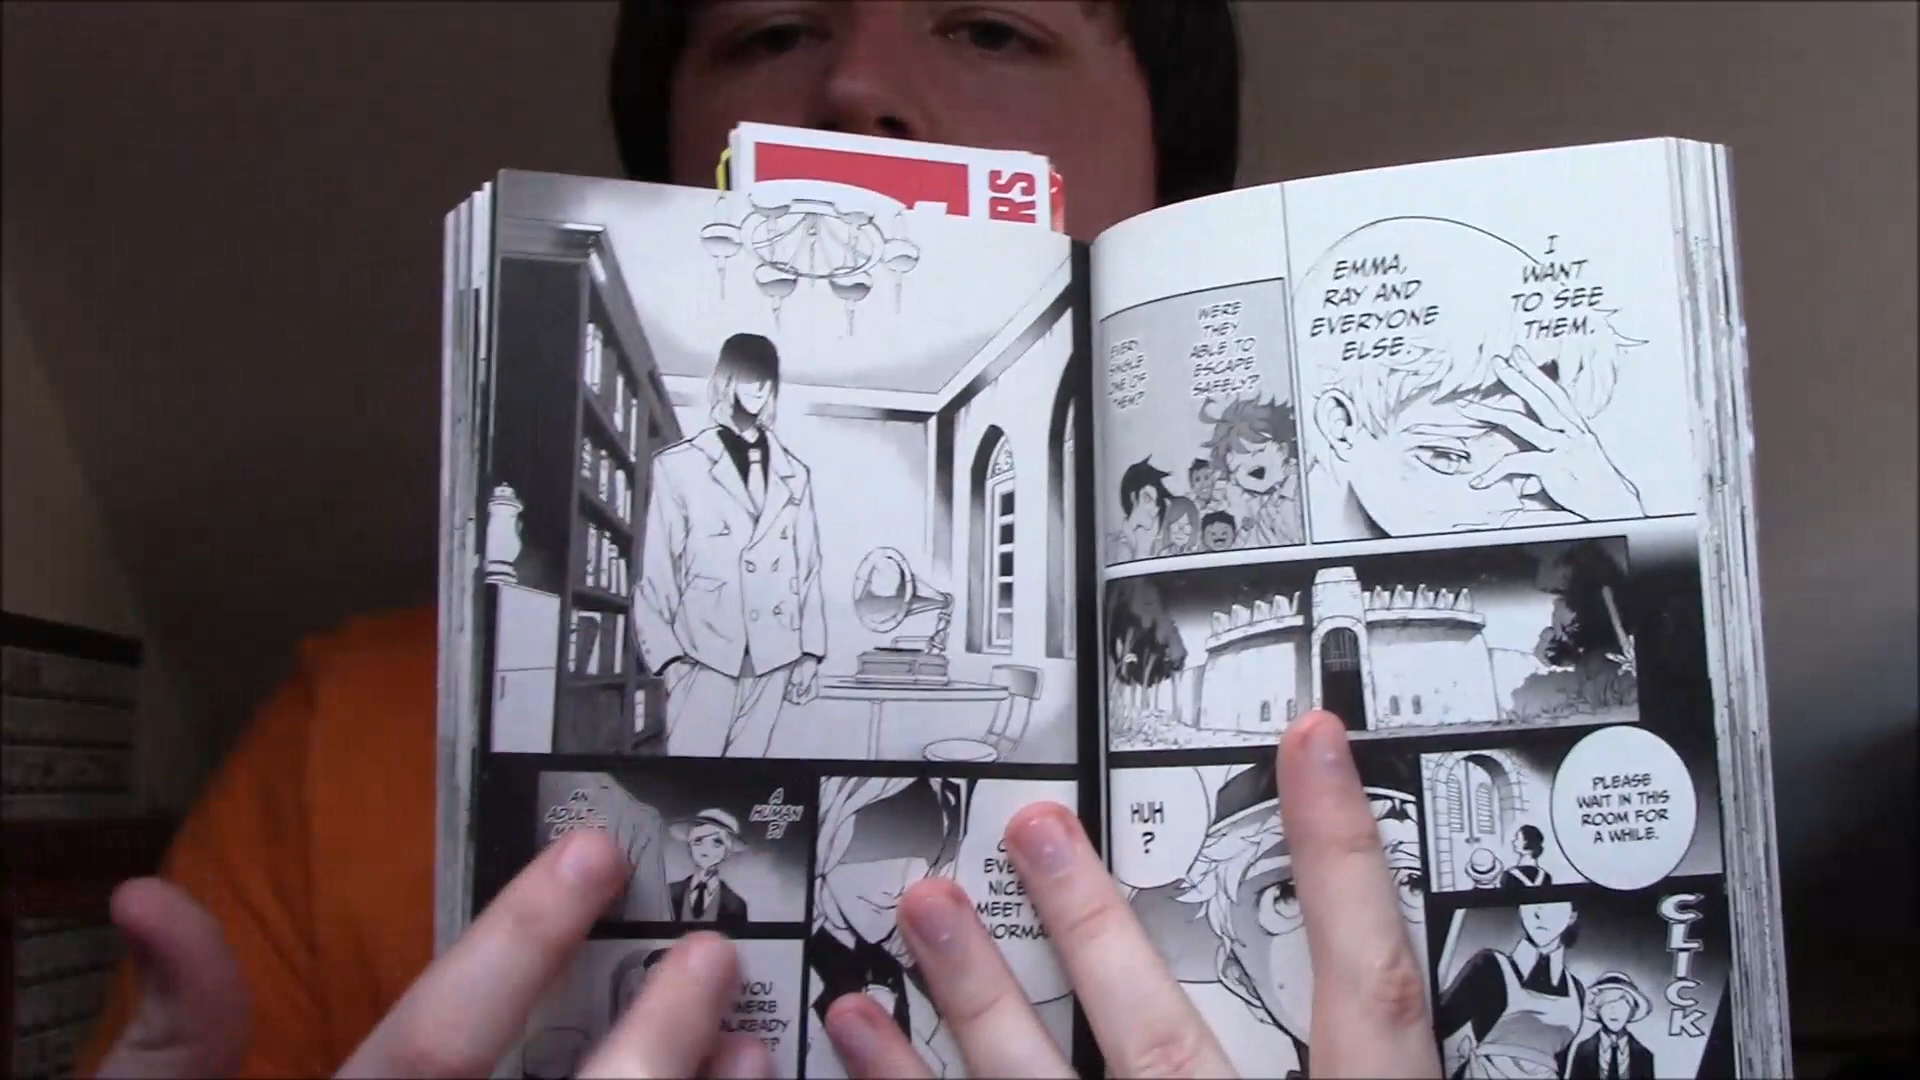 RS
I
WANT
TO SEE
THEM.
EMMA,
RAY AND
EVERYONE
ELSE.
WERE
THEY
ABLE TO
ESCAPE
SAFELY?
EVERY
SINGLE
ONE OF
THEM?
PLEASE
WAIT IN THIS
ROOM FOR
A WHILE.
HUH
?
CLICK
A
HUMAN
?!
AN
ADULT...
NICE
MEET
NORMA
YOU
WERE
ALREADY